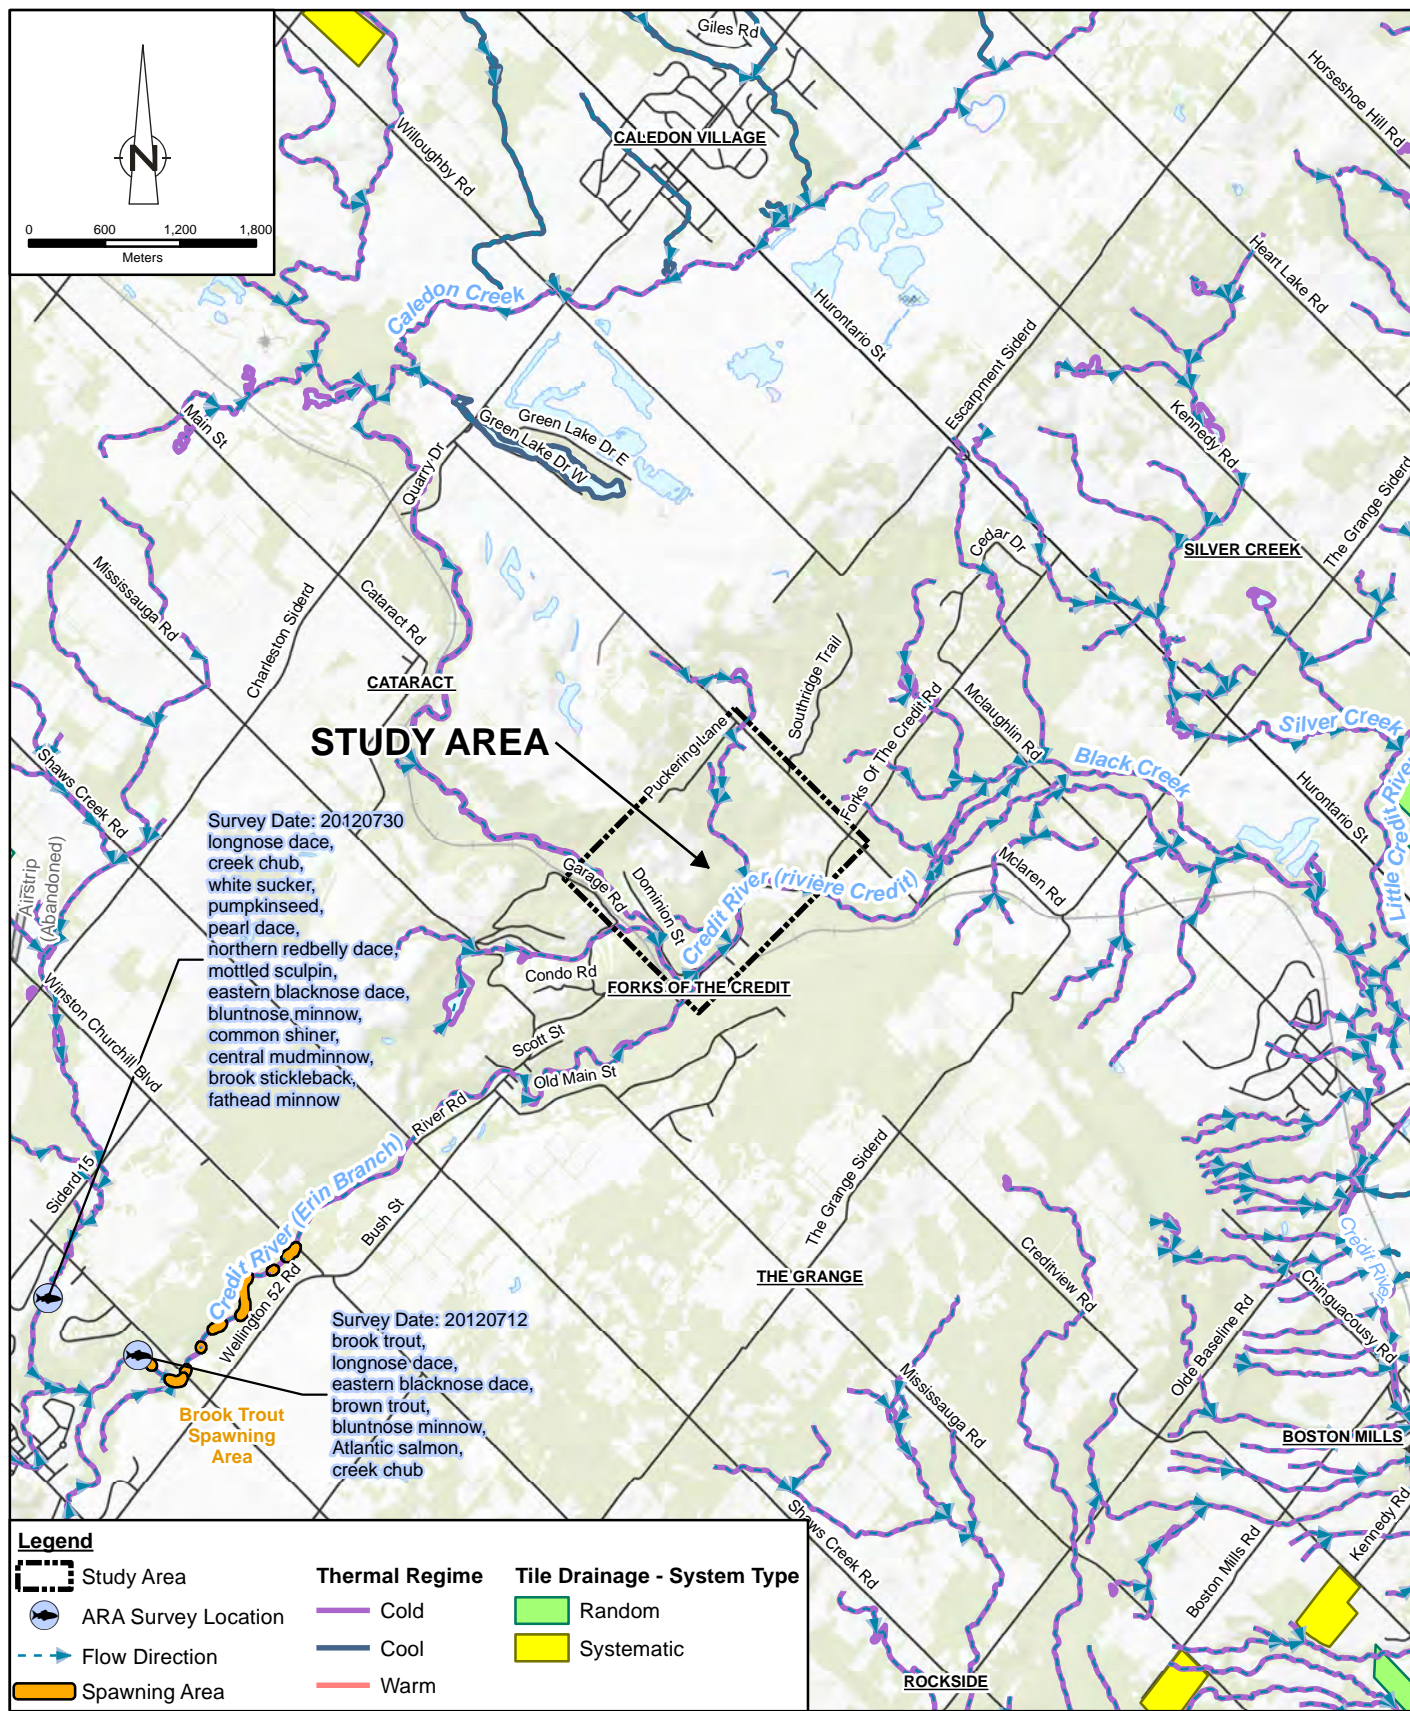 N
0 600 1,200 1,800
Meters
Giles Rd
Horseshoe Hill Rd
Willoughby Rd
CALEDON VILLAGE
Heart Lake Rd
Caledon Creek
Hurontario St
Escarpment Siderd
Main St
Kennedy Rd
Green Lake Dr E
Green Lake Dr W
Quarry Dr
The Grange Siderd
Cedar Dr
SILVER CREEK
Mississauga Rd
Charleston Siderd
Cataract Rd
CATARACT
Southridge Trail
Forks Of The Credit Rd
Mclaughlin Rd
Silver Creek
Puckering Lane
STUDY AREA
Black Creek
Hurontario St
Little Credit River
Shaws Creek Rd
Survey Date: 20120730
longnose dace,
creek chub,
white sucker,
pumpkinseed,
pearl dace,
northern redbelly dace,
mottled sculpin,
eastern blacknose dace,
bluntnose minnow,
common shiner,
central mudminnow,
brook stickleback,
fathead minnow
Airstrip
(Abandoned)
Garage Rd
Dominion St
Credit River (rivière Credit)
Mclaren Rd
Condo Rd
FORKS OF THE CREDIT
Winston Churchill Blvd
Scott St
Old Main St
River Rd
Siderd 15
Credit River (Erin Branch)
Bush St
The Grange Siderd
Creditview Rd
THE GRANGE
Credit River
Chinguacousy Rd
Wellington 52 Rd
Olde Baseline Rd
Survey Date: 20120712
brook trout,
longnose dace,
eastern blacknose dace,
brown trout,
bluntnose minnow,
Atlantic salmon,
creek chub
Brook Trout
Spawning
Area
Mississauga Rd
BOSTON MILLS
Shaws Creek Rd
Boston Mills Rd
Kennedy Rd
ROCKSIDE
Legend
Study Area
ARA Survey Location
Flow Direction
Spawning Area
Thermal Regime
Cold
Cool
Warm
Tile Drainage - System Type
Random
Systematic